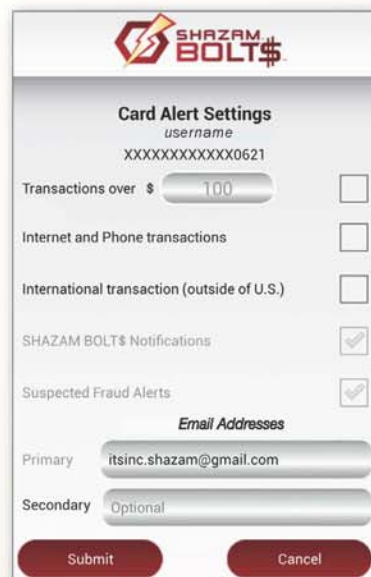 SHAZAM
BOLT$
Card Alert Settings
username
XXXXXXXXXXXX0621
Transactions over $ 100
Internet and Phone transactions
International transaction (outside of U.S.)
SHAZAM BOLT$ Notifications
Suspected Fraud Alerts
Email Addresses
Primary itsinc.shazam@gmail.com
Secondary Optional
Submit Cancel